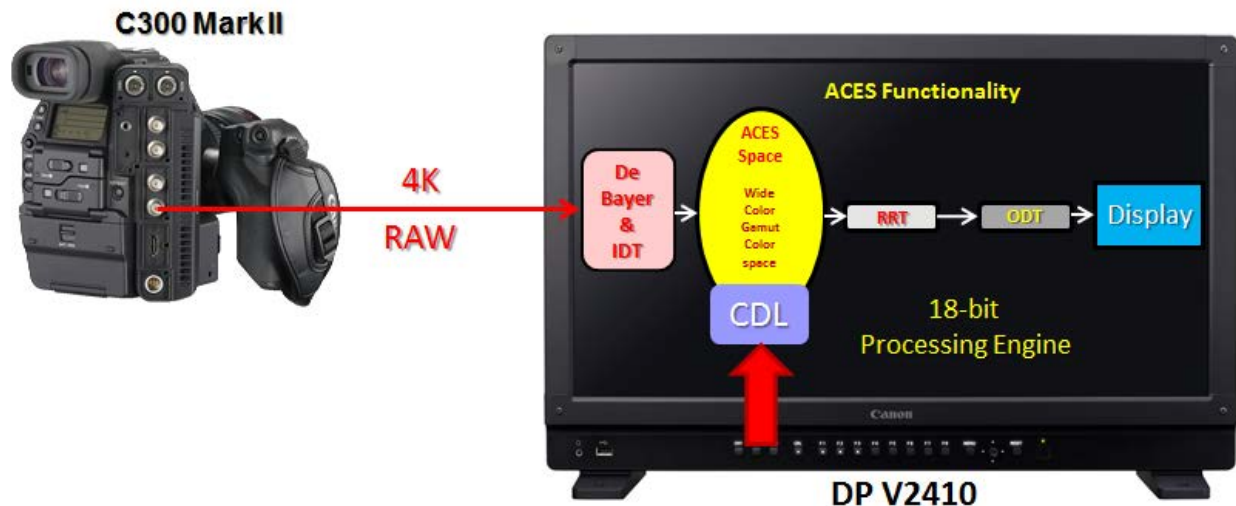 C300 Mark II
ACES Functionality
4K
RAW
De
Bayer
&
IDT
ACES
Space
Wide
Color
Gamut
Color
space
CDL
RRT
ODT
Display
18-bit
Processing Engine
Canon
MENU
DP V2410